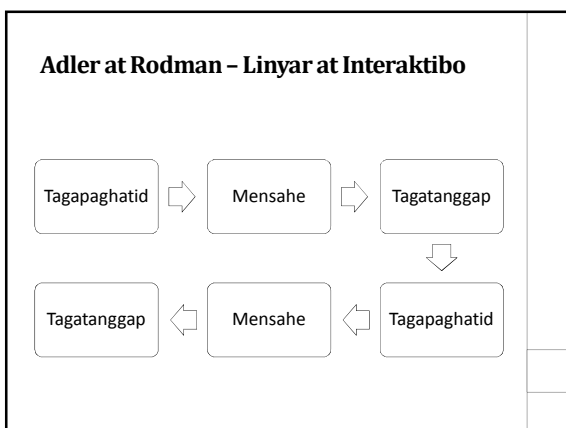 Adler at Rodman – Linyar at Interaktibo
Tagapaghatid
Mensahe
Tagatanggap
Tagatanggap
Mensahe
Tagapaghatid